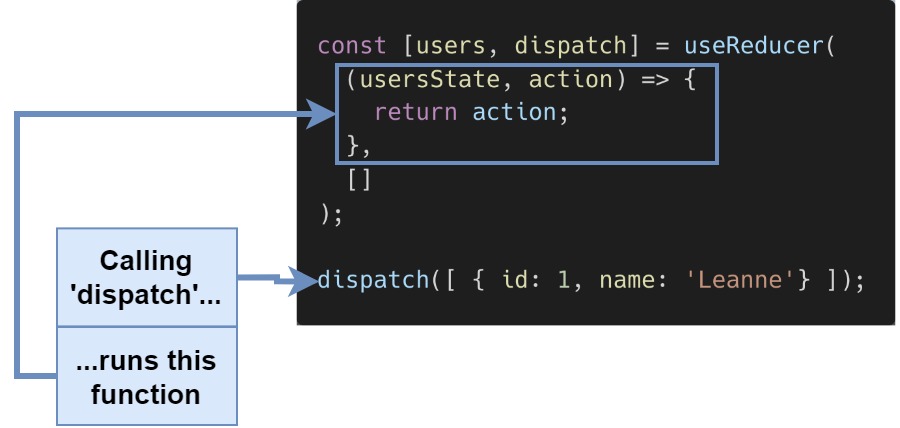 const [users, dispatch] = useReducer(
(usersState, action) => {
return action;
},
[]
);
dispatch([ { id: 1, name: 'Leanne'} ]);
Calling
'dispatch'...
...runs this
function